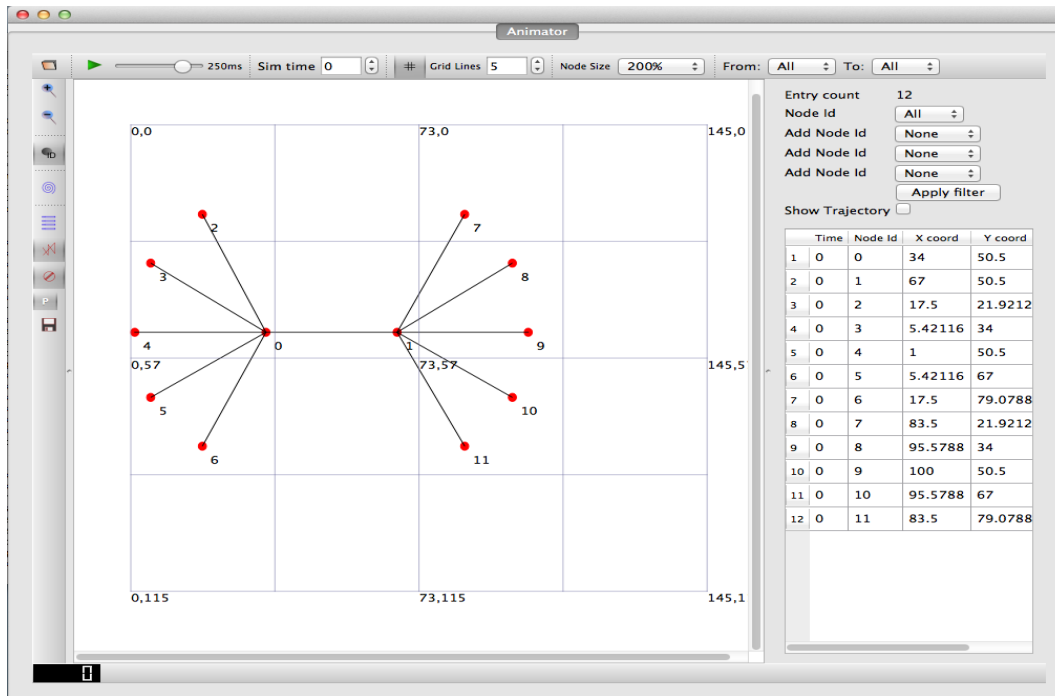 Animator
250ms Sim time 0 # Grid Lines 5 Node Size 200% From: All To: All
ID
P
0,0 73,0 145,0
2 7
3 8
4 0 1 9
0,57 73,57 145,5
5 10
6 11
0,115 73,115 145,1
Entry count 12
Node Id All
Add Node Id None
Add Node Id None
Add Node Id None
Apply filter
Show Trajectory
Time Node Id X coord Y coord
1 0 0 34 50.5
2 0 1 67 50.5
3 0 2 17.5 21.9212
4 0 3 5.42116 34
5 0 4 1 50.5
6 0 5 5.42116 67
7 0 6 17.5 79.0788
8 0 7 83.5 21.9212
9 0 8 95.5788 34
10 0 9 100 50.5
11 0 10 95.5788 67
12 0 11 83.5 79.0788
0